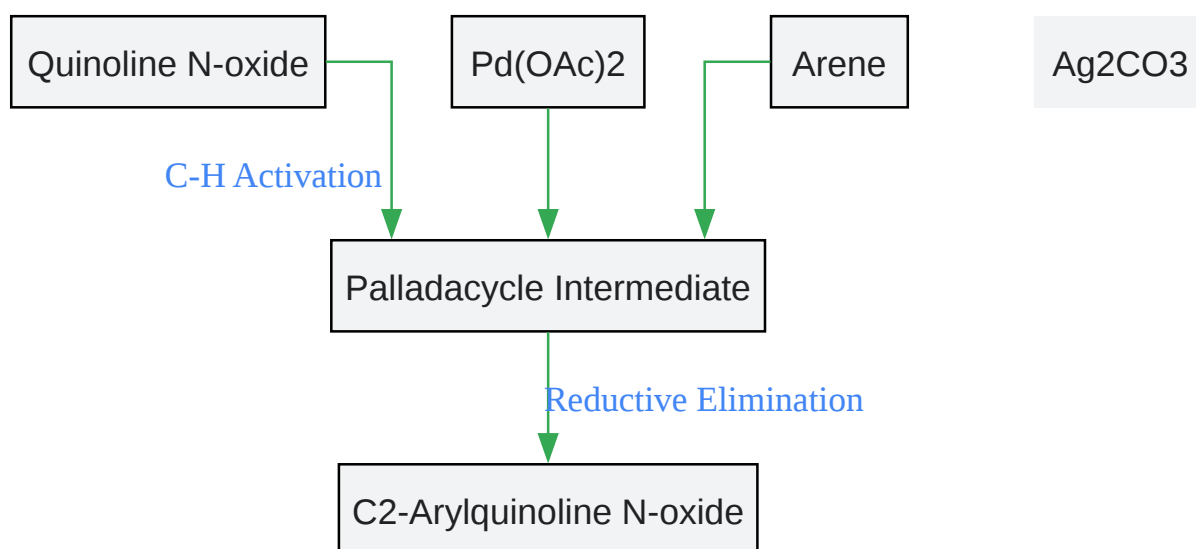 Quinoline N-oxide
Pd(OAc)2
Arene
Ag2CO3
C-H Activation
Palladacycle Intermediate
Reductive Elimination
C2-Arylquinoline N-oxide